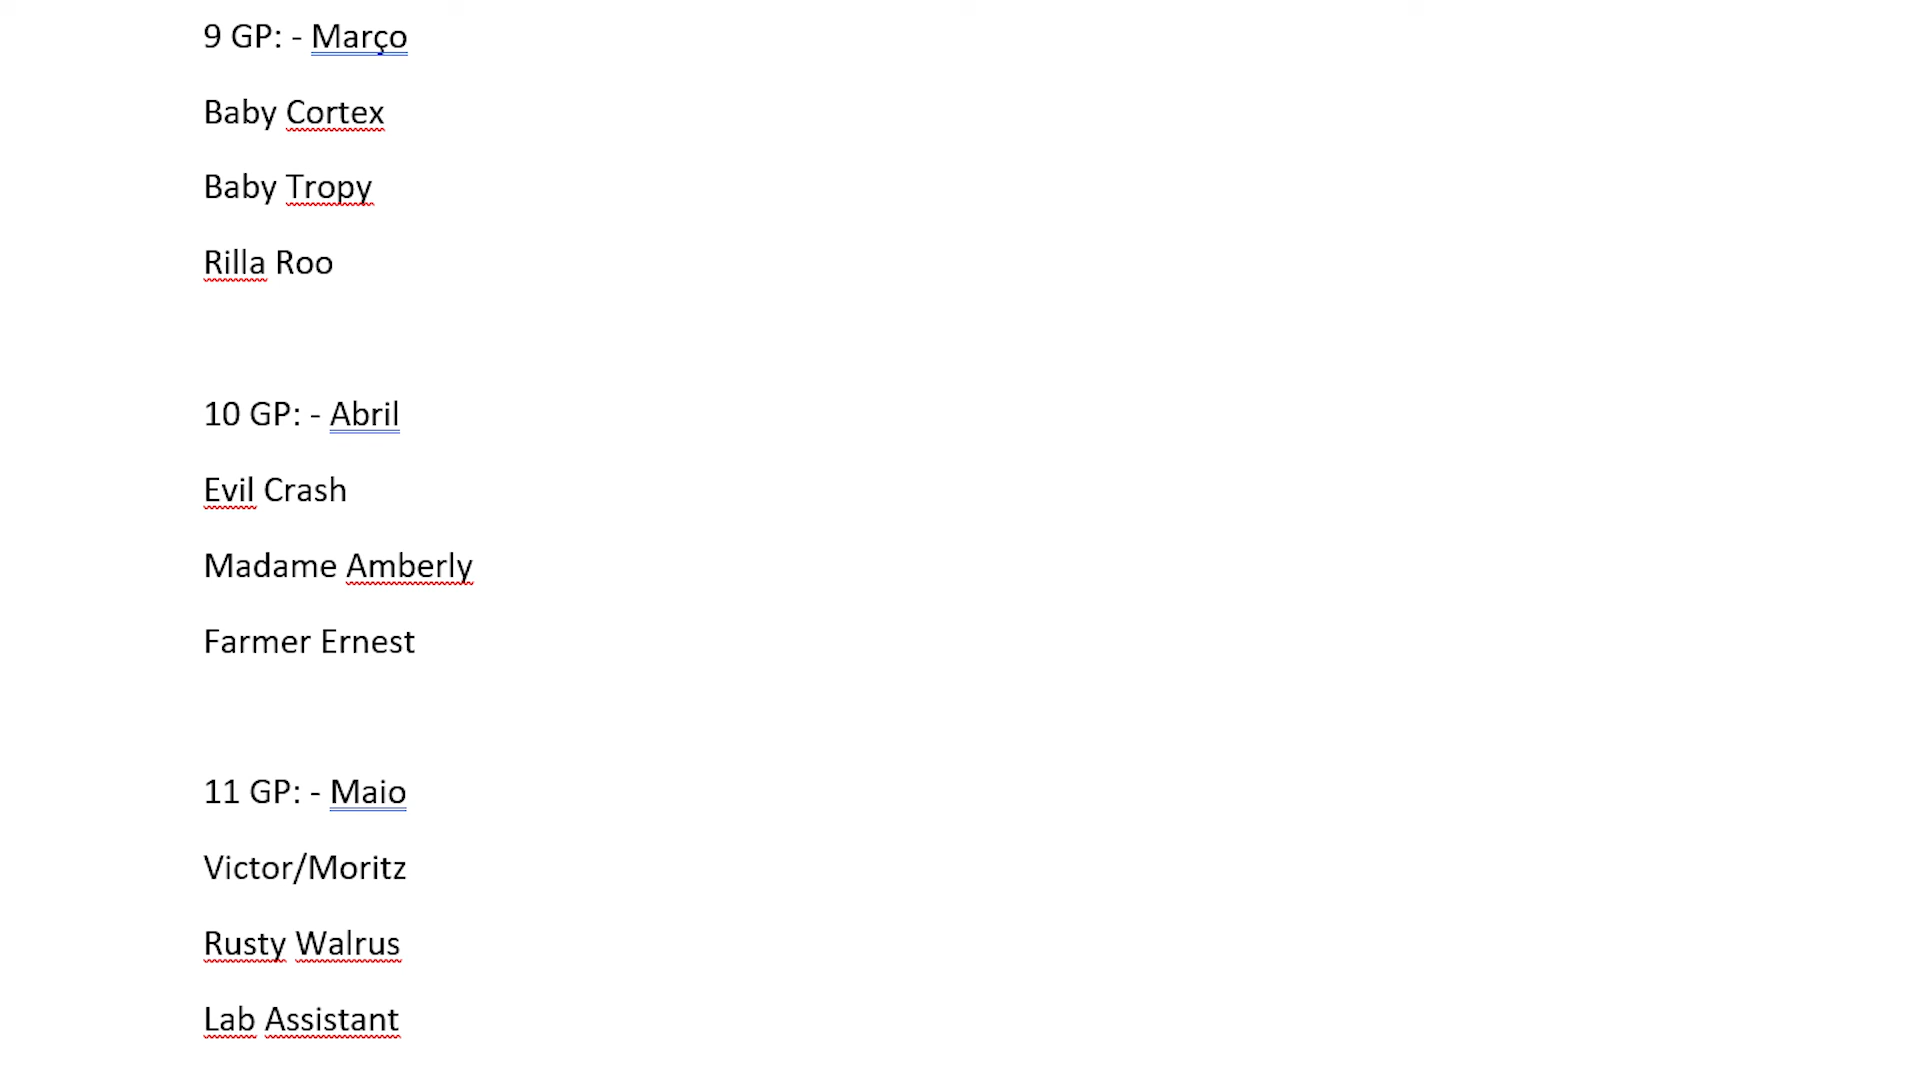 9 GP: - Março
Baby Cortex
Baby Tropy
Rilla Roo
10 GP: - Abril
Evil Crash
Madame Amberly
Farmer Ernest
11 GP: - Maio
Victor/Moritz
Rusty Walrus
Lab Assistant